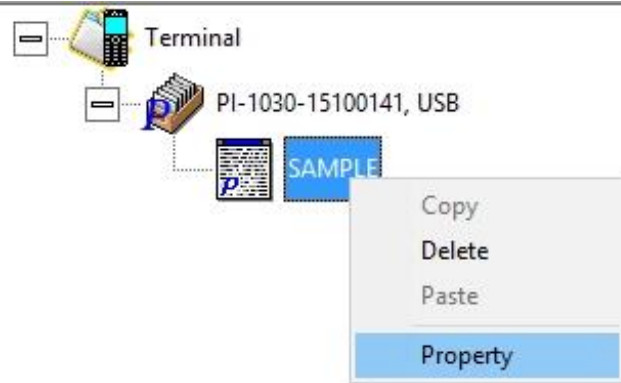 Terminal
PI-1030-15100141, USB
SAMPLE
Copy
Delete
Paste
Property